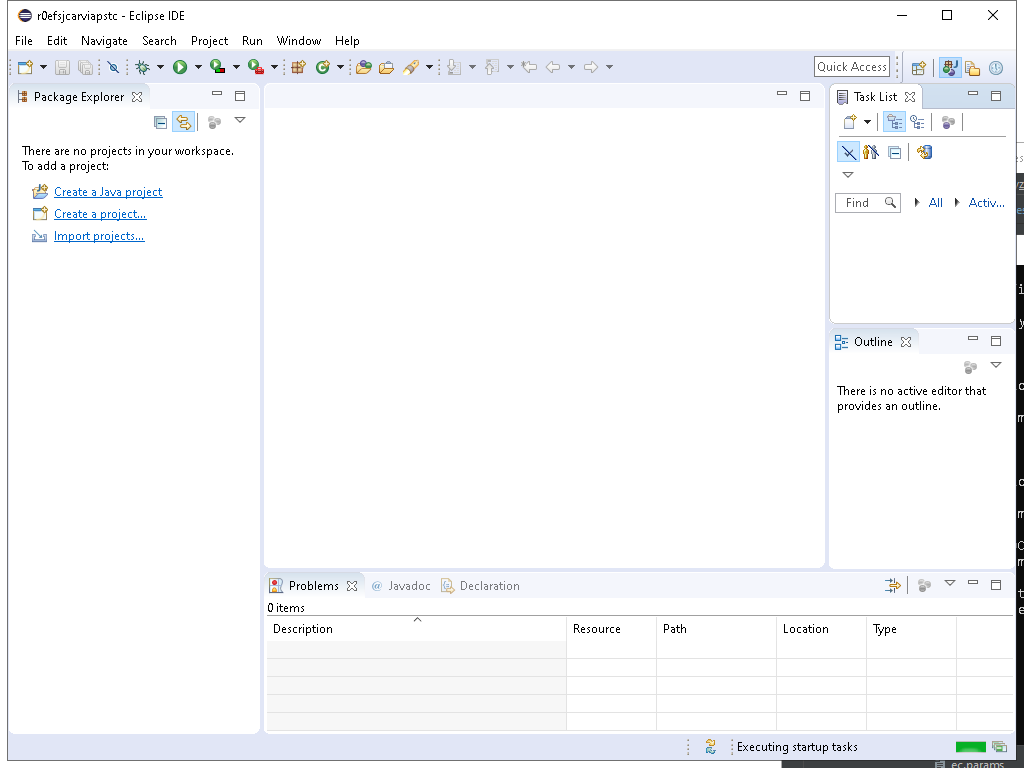 r0efsjcarviapstc - Eclipse IDE
File Edit Navigate Search Project Run Window Help
Quick Access
Package Explorer
There are no projects in your workspace.
To add a project:
Create a Java project
Create a project...
Import projects...
Task List
Find All Activ...
Outline
There is no active editor that
provides an outline.
Problems @ Javadoc Declaration
0 items
Description Resource Path Location Type
Executing startup tasks
ec.params